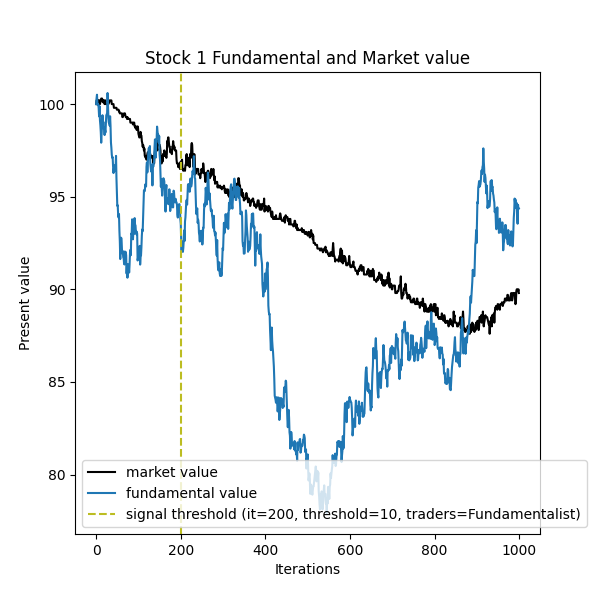 Stock 1 Fundamental and Market value
Present value
100
95
90
85
80
market value
fundamental value
signal threshold (it=200, threshold=10, traders=Fundamentalist)
0 200 400 600 800 1000
Iterations